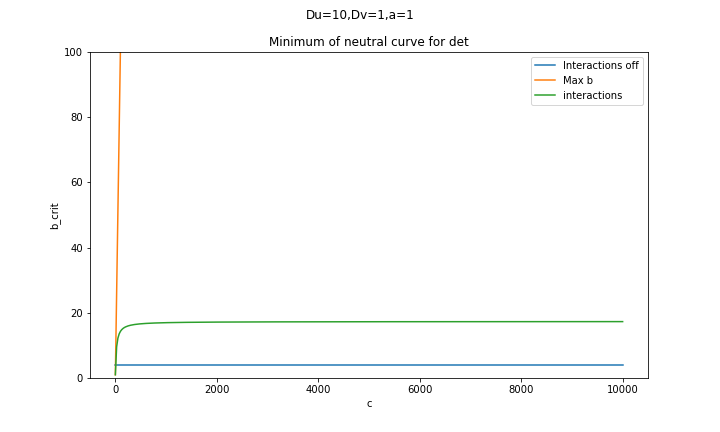 Du=10,Dv=1,a=1
Minimum of neutral curve for det
Interactions off
Max b
interactions
100
80
60
40
20
0
b_crit
0 2000 4000 6000 8000 10000
c